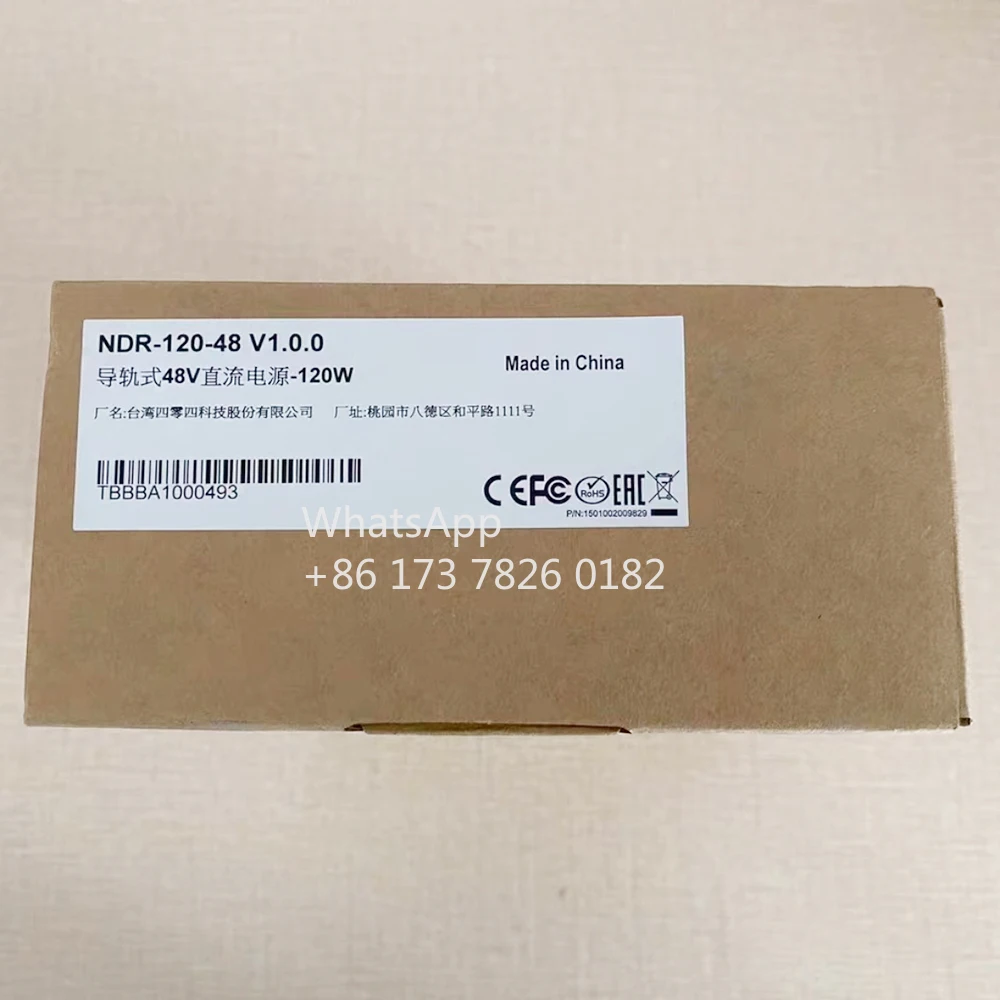 NDR-120-48 V1.0.0
导轨式48V直流电源-120W
Made in China
厂名:台湾四零四科技股份有限公司 厂址:桃园市八德区和平路1111号
TBBBA1000493
CE FC RoHS EAC
P/N:1501002009829
WhatsApp
+86 173 7826 0182